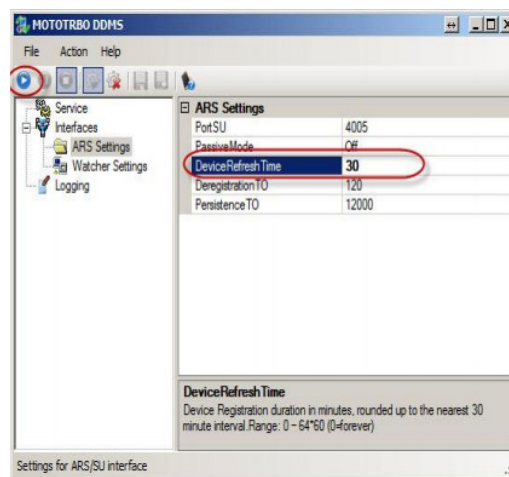 MOTOTRBO DDMS
File Action Help
Service
Interfaces
ARS Settings
Watcher Settings
Logging
ARS Settings
PortSU 4005
PassiveMode Off
DeviceRefreshTime 30
DeregistrationTO 120
PersistenceTO 12000
DeviceRefreshTime
Device Registration duration in minutes, rounded up to the nearest 30
minute interval.Range: 0 - 64*60 (0=forever)
Settings for ARS/SU interface